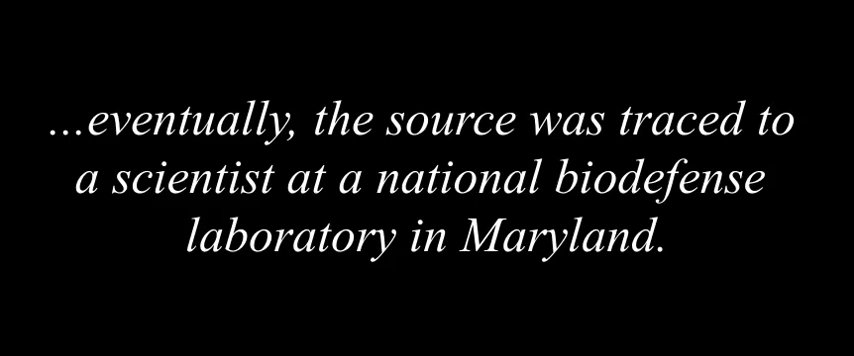 ...eventually, the source was traced to
a scientist at a national biodefense
laboratory in Maryland.